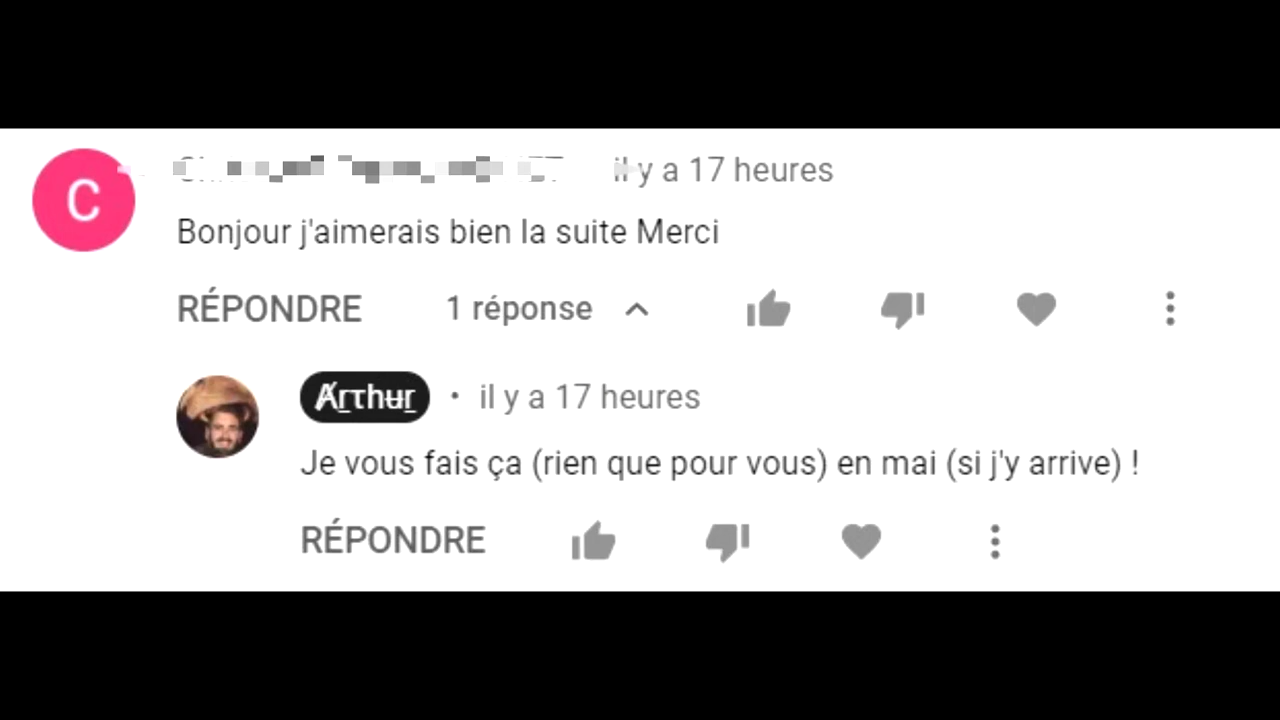 C
il y a 17 heures
Bonjour j'aimerais bien la suite Merci
RÉPONDRE 1 réponse
Arthur • il y a 17 heures
Je vous fais ça (rien que pour vous) en mai (si j'y arrive) !
RÉPONDRE